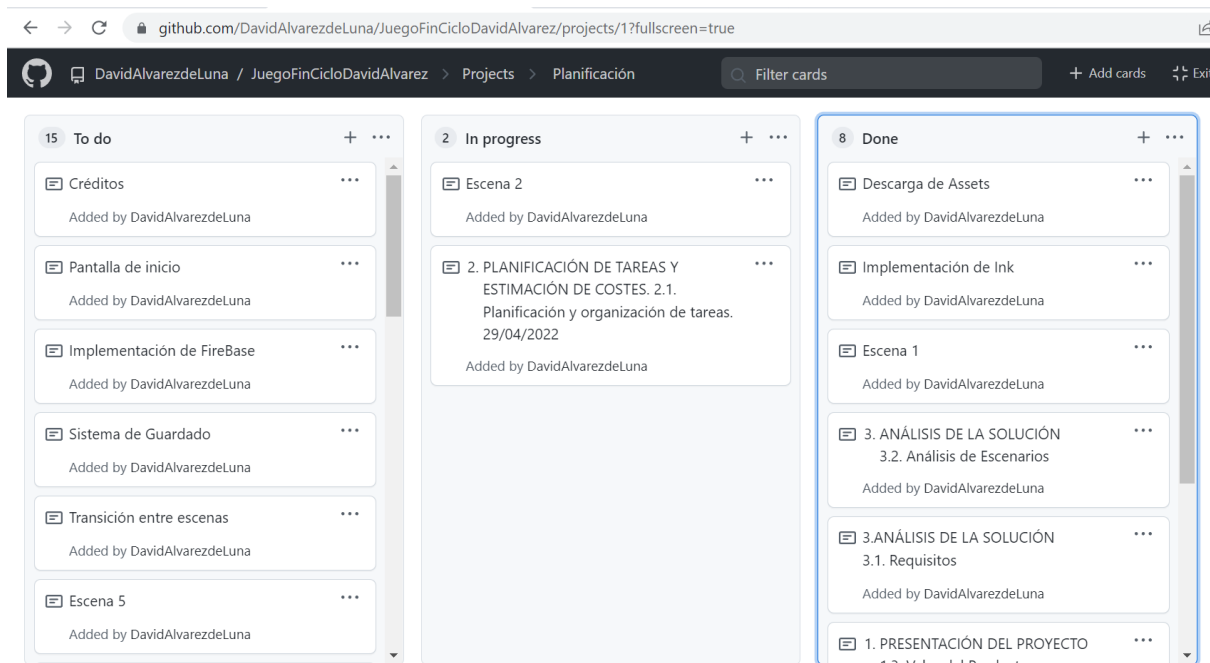 github.com/DavidAlvarezdeLuna/JuegoFinCicloDavidAlvarez/projects/1?fullscreen=true
DavidAlvarezdeLuna / JuegoFinCicloDavidAlvarez > Projects > Planificación
Filter cards
+ Add cards
Exit
15 To do
Créditos
Added by DavidAlvarezdeLuna
Pantalla de inicio
Added by DavidAlvarezdeLuna
Implementación de FireBase
Added by DavidAlvarezdeLuna
Sistema de Guardado
Added by DavidAlvarezdeLuna
Transición entre escenas
Added by DavidAlvarezdeLuna
Escena 5
Added by DavidAlvarezdeLuna
2 In progress
Escena 2
Added by DavidAlvarezdeLuna
2. PLANIFICACIÓN DE TAREAS Y
ESTIMACIÓN DE COSTES. 2.1.
Planificación y organización de tareas.
29/04/2022
Added by DavidAlvarezdeLuna
8 Done
Descarga de Assets
Added by DavidAlvarezdeLuna
Implementación de Ink
Added by DavidAlvarezdeLuna
Escena 1
Added by DavidAlvarezdeLuna
3. ANÁLISIS DE LA SOLUCIÓN
3.2. Análisis de Escenarios
Added by DavidAlvarezdeLuna
3.ANÁLISIS DE LA SOLUCIÓN
3.1. Requisitos
Added by DavidAlvarezdeLuna
1. PRESENTACIÓN DEL PROYECTO